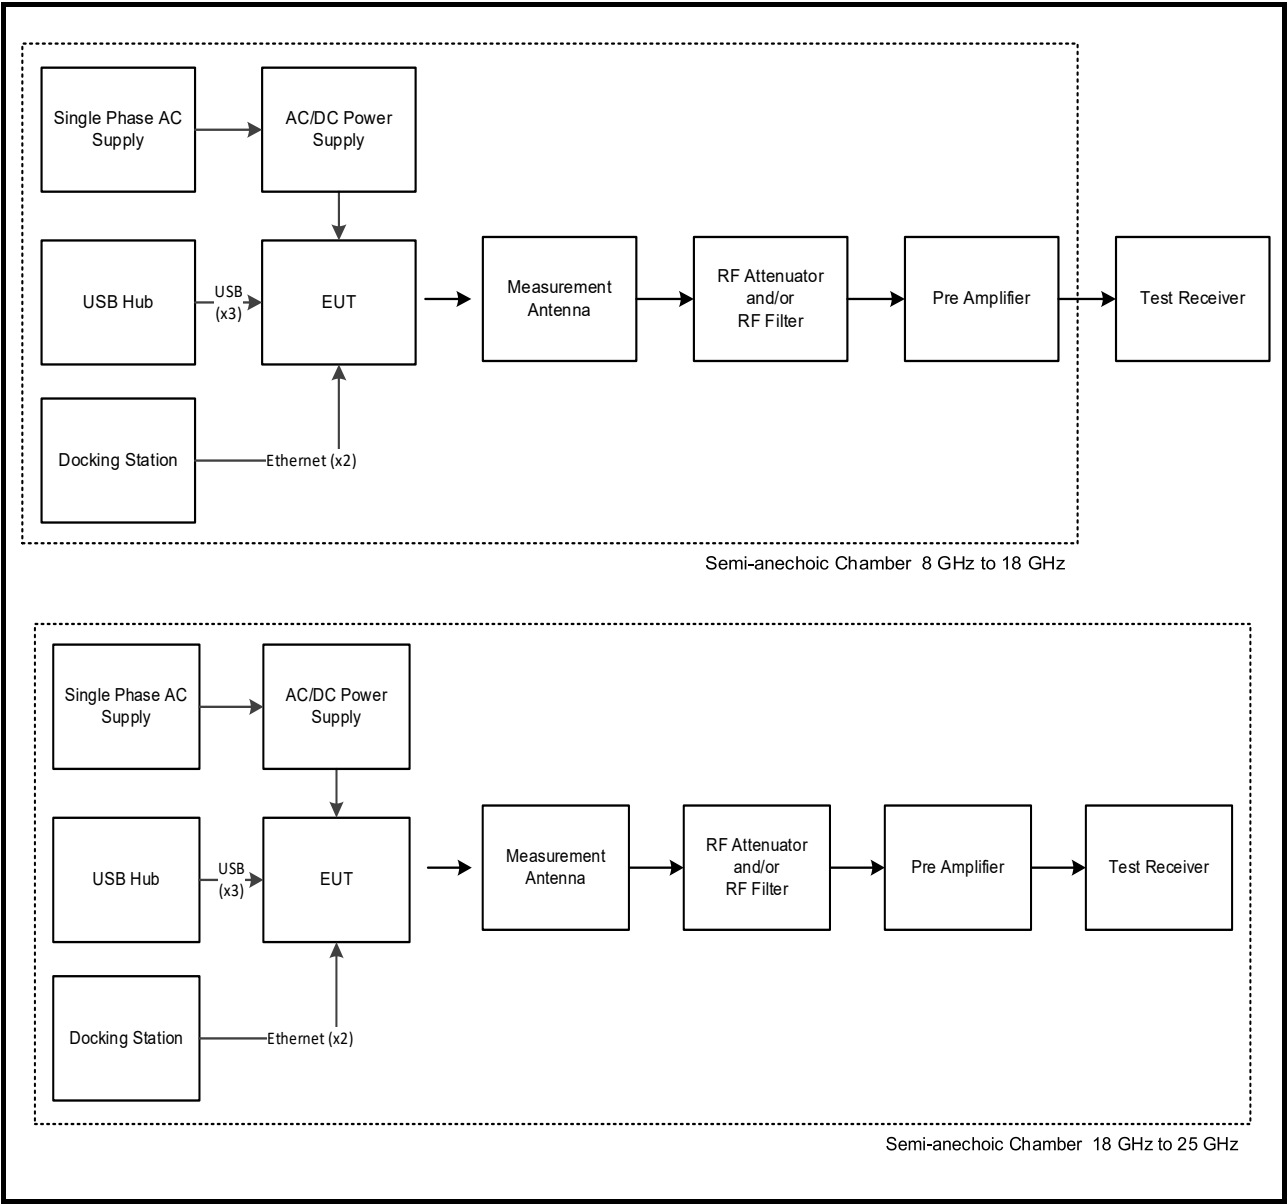 Single Phase AC
Supply
AC/DC Power
Supply
USB Hub
USB
(x3)
EUT
Measurement
Antenna
RF Attenuator
and/or
RF Filter
Pre Amplifier
Test Receiver
Docking Station
Ethernet (x2)
Semi-anechoic Chamber 8 GHz to 18 GHz
Single Phase AC
Supply
AC/DC Power
Supply
USB Hub
USB
(x3)
EUT
Measurement
Antenna
RF Attenuator
and/or
RF Filter
Pre Amplifier
Test Receiver
Docking Station
Ethernet (x2)
Semi-anechoic Chamber 18 GHz to 25 GHz